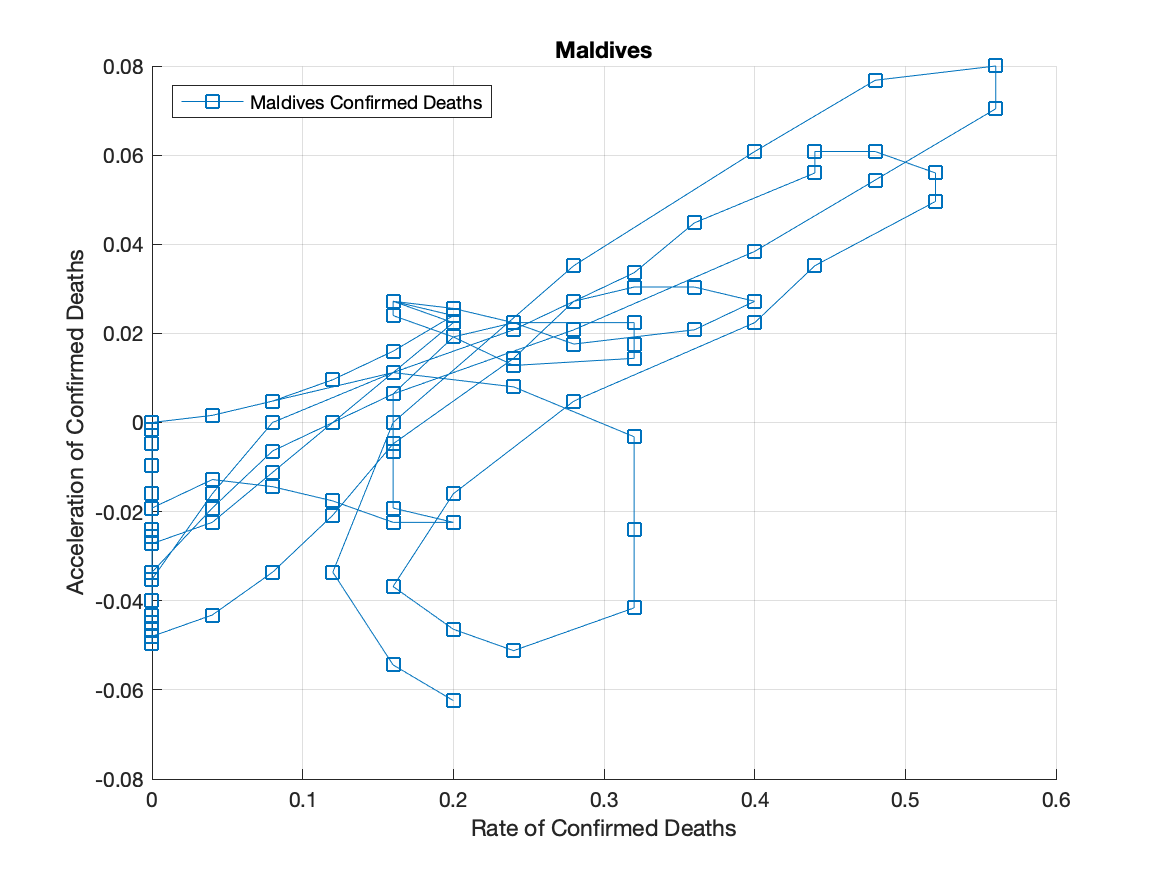 Maldives
Maldives Confirmed Deaths
Acceleration of Confirmed Deaths
0.08
0.06
0.04
0.02
0
-0.02
-0.04
-0.06
-0.08
0 0.1 0.2 0.3 0.4 0.5 0.6
Rate of Confirmed Deaths